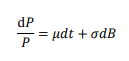 dP/P = μdt + σdB